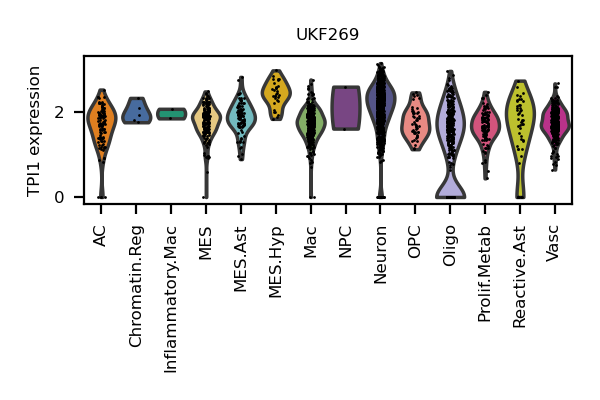 UKF269
TPI1 expression
2
0
AC
Chromatin.Reg
Inflammatory.Mac
MES
MES.Ast
MES.Hyp
Mac
NPC
Neuron
OPC
Oligo
Prolif.Metab
Reactive.Ast
Vasc